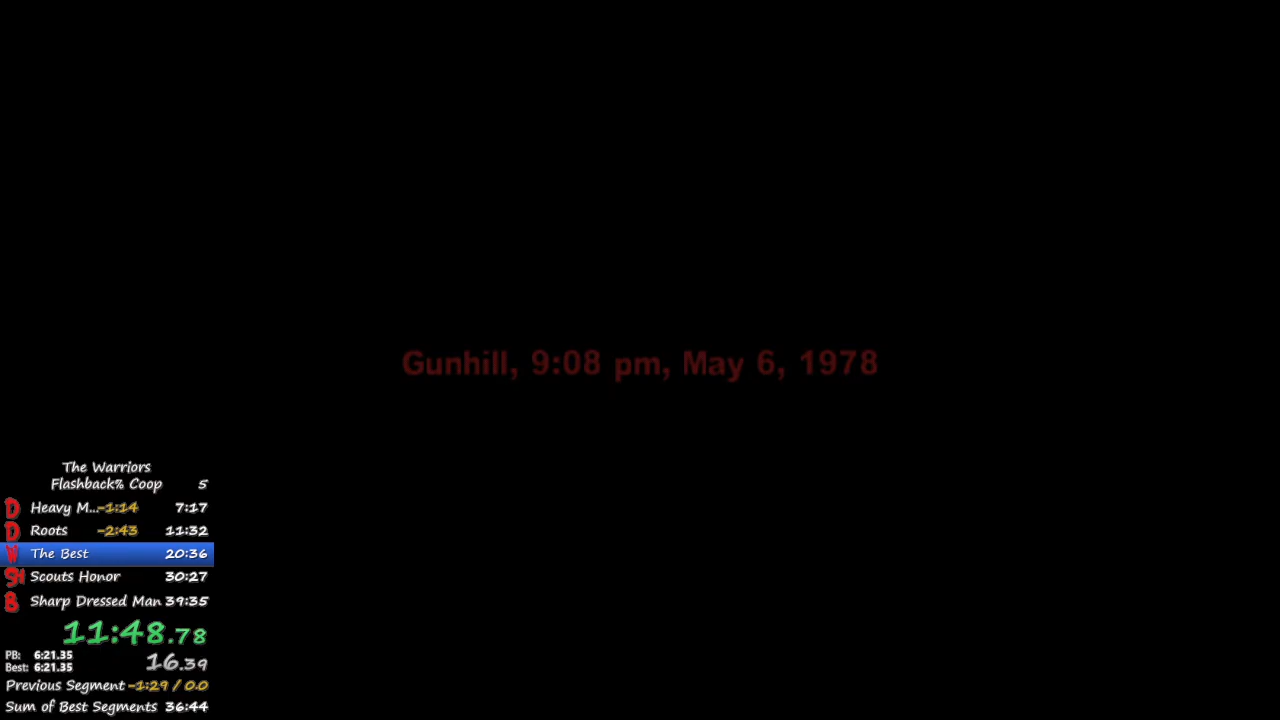 Gunhill, 9:08 pm, May 6, 1978
The Warriors
Flashback% Coop 5
D Heavy M... -1:14 7:17
D Roots -2:43 11:32
W The Best 20:36
Scouts Honor 30:27
B Sharp Dressed Man 39:35
11:48.78
PB: 6:21.35
Best: 6:21.35
16.39
Previous Segment -1:29 / 0.0
Sum of Best Segments 36:44